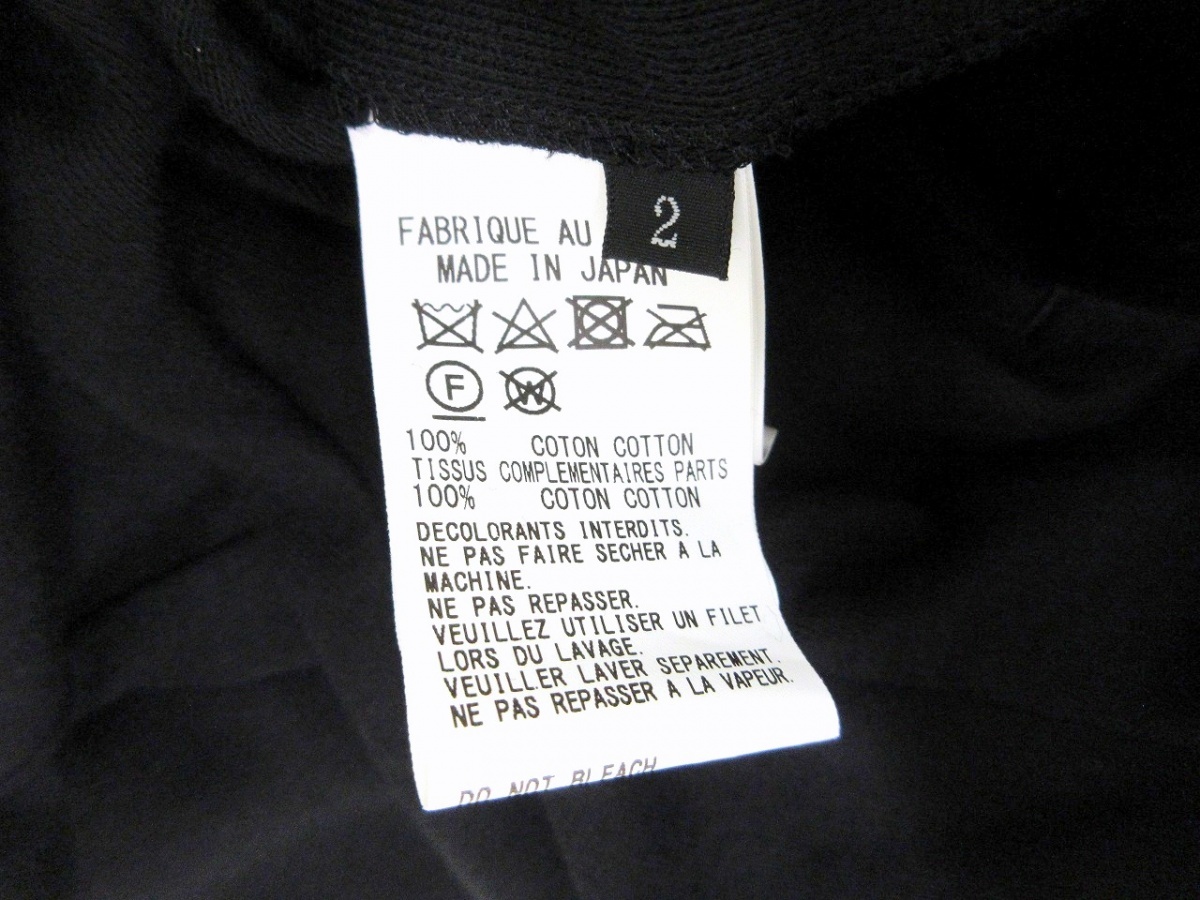 2
FABRIQUE AU
MADE IN JAPAN
F
W
100% COTON COTTON
TISSUS COMPLEMENTAIRES PARTS
100% COTON COTTON
DECOLORANTS INTERDITS.
NE PAS FAIRE SECHER A LA
MACHINE.
NE PAS REPASSER.
VEUILLEZ UTILISER UN FILET
LORS DU LAVAGE.
VEUILLER LAVER SEPAREMENT.
NE PAS REPASSER A LA VAPEUR.
DO NOT BLEACH